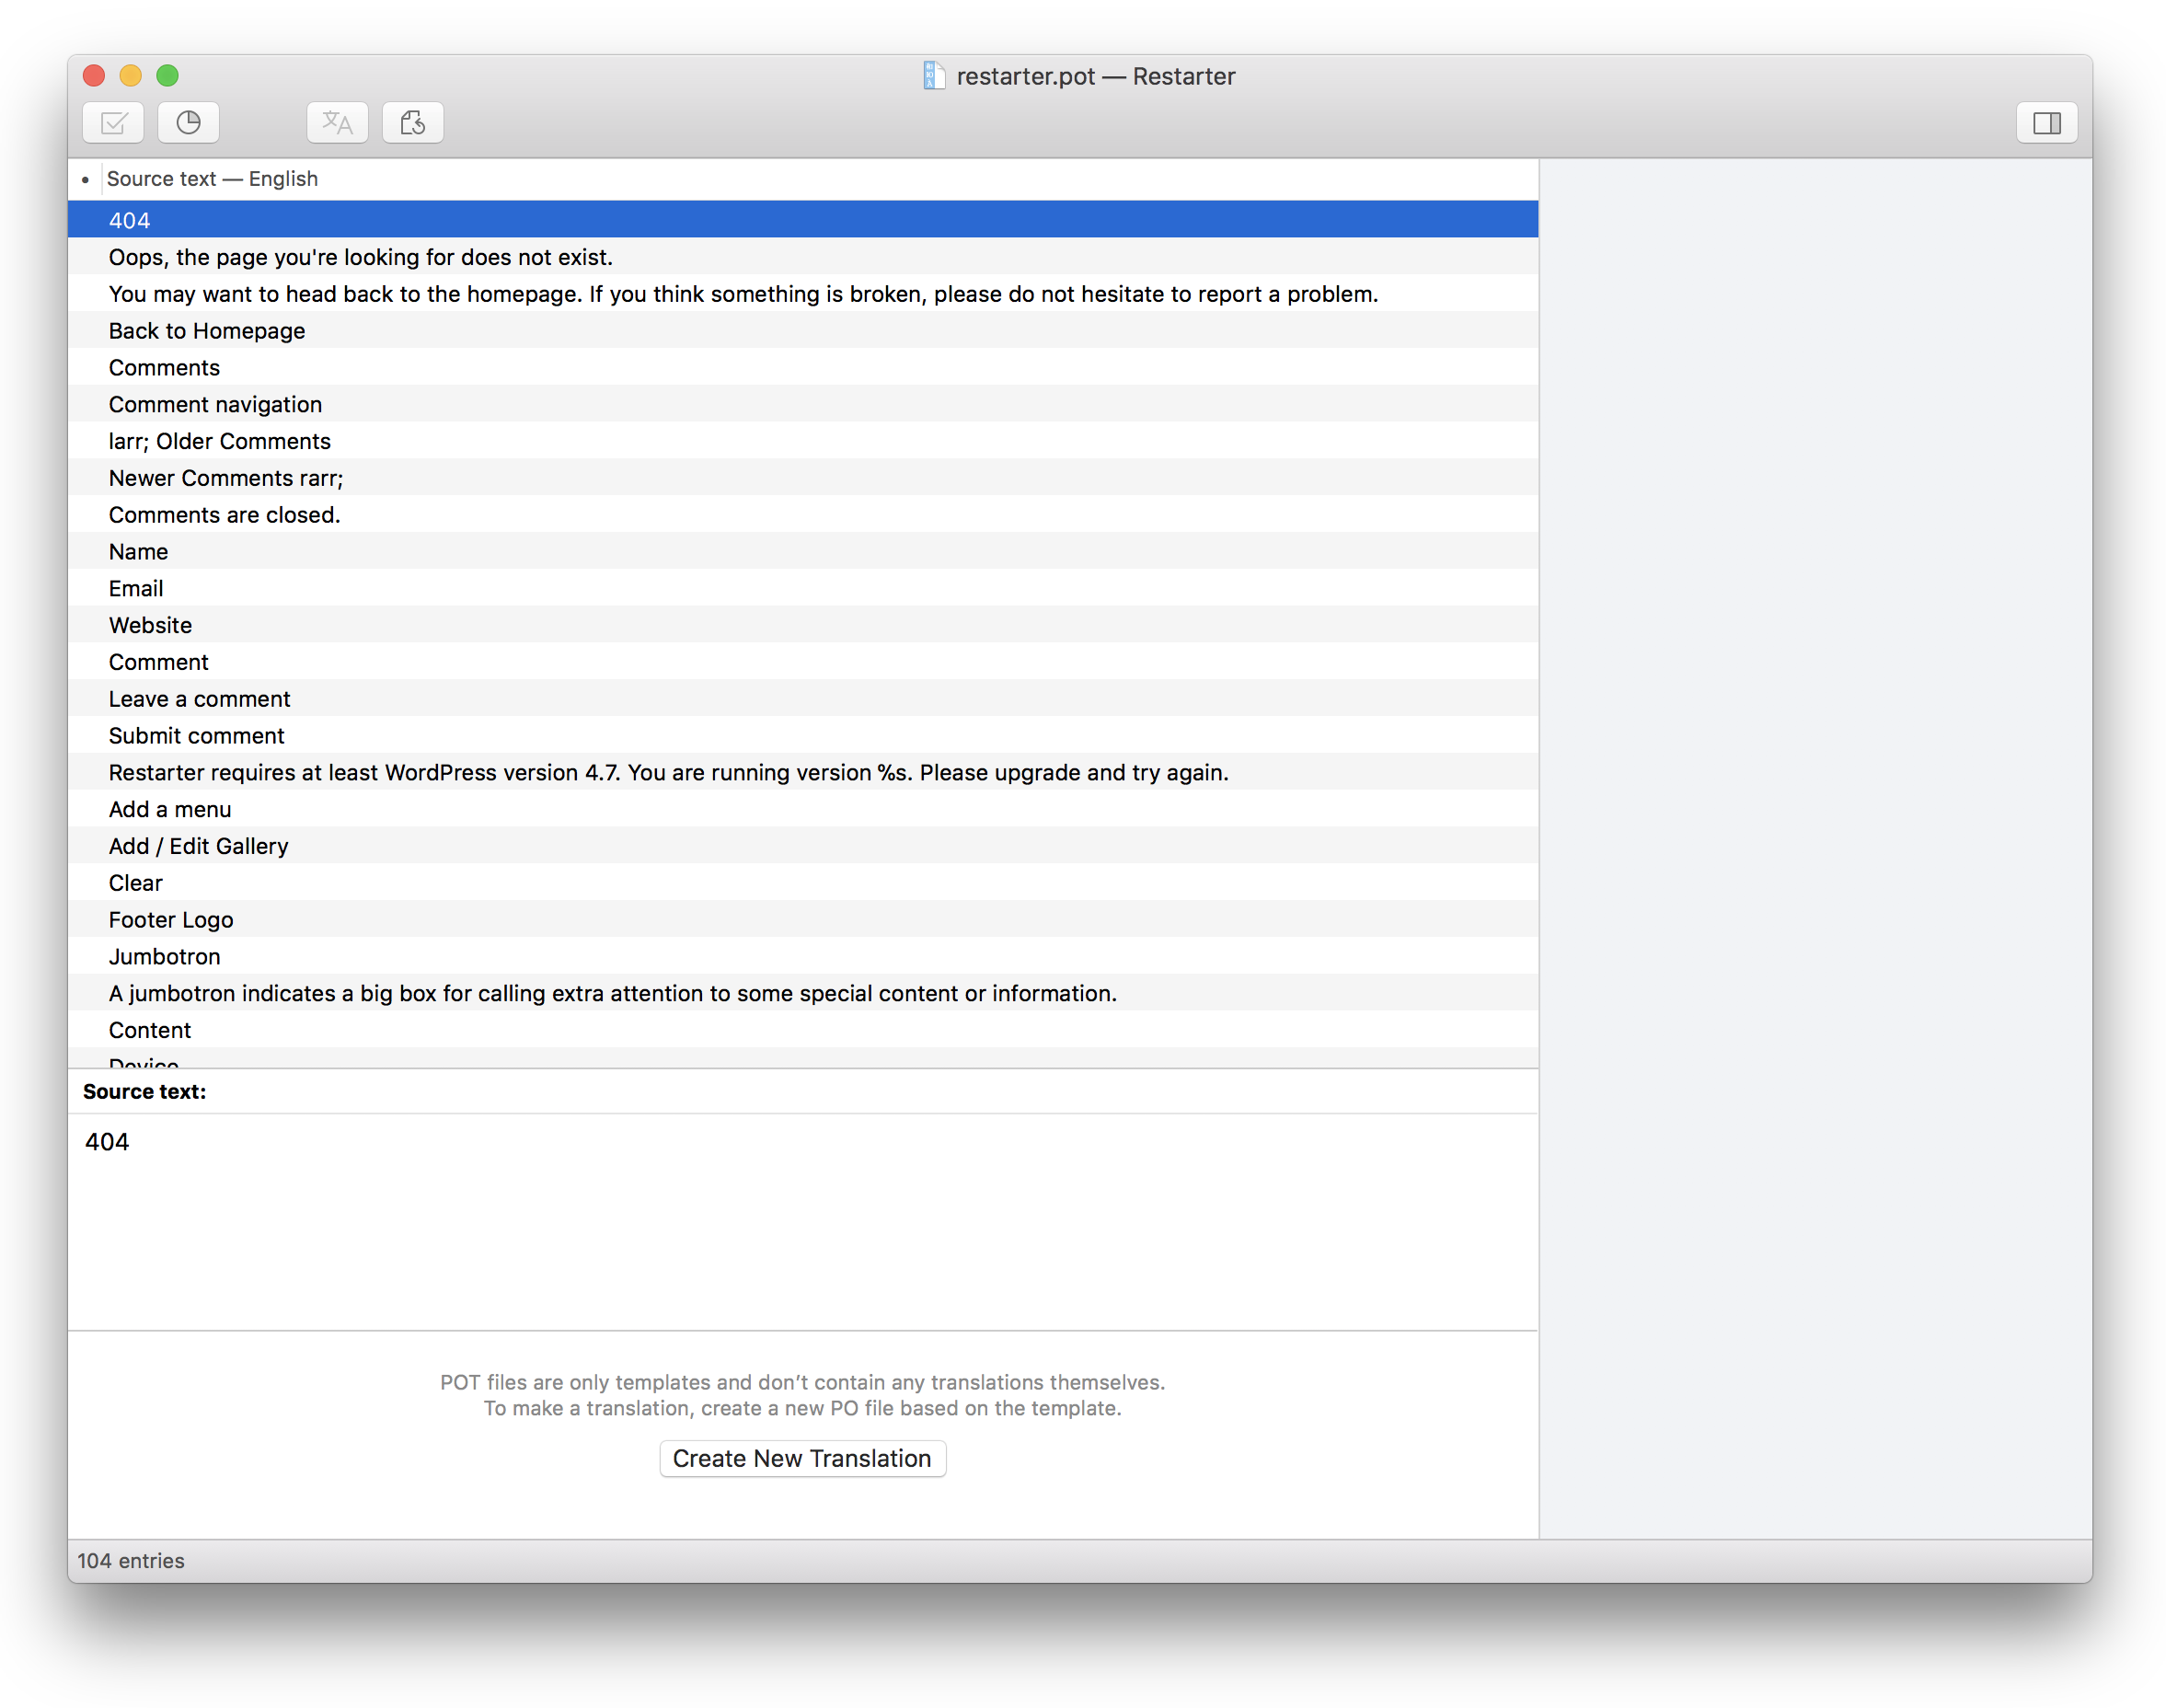 restarter.pot — Restarter
• Source text — English
404
Oops, the page you're looking for does not exist.
You may want to head back to the homepage. If you think something is broken, please do not hesitate to report a problem.
Back to Homepage
Comments
Comment navigation
larr; Older Comments
Newer Comments rarr;
Comments are closed.
Name
Email
Website
Comment
Leave a comment
Submit comment
Restarter requires at least WordPress version 4.7. You are running version %s. Please upgrade and try again.
Add a menu
Add / Edit Gallery
Clear
Footer Logo
Jumbotron
A jumbotron indicates a big box for calling extra attention to some special content or information.
Content
Device
Source text:
404
POT files are only templates and don’t contain any translations themselves.
To make a translation, create a new PO file based on the template.
Create New Translation
104 entries